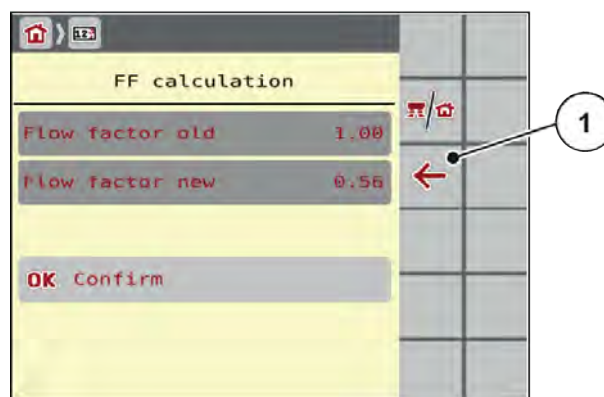 FF calculation
Flow factor old 1.00
Flow factor new 0.56
OK Confirm
1